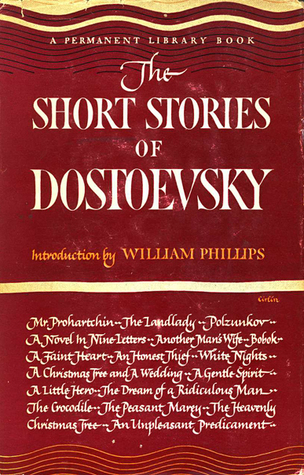 A PERMANENT LIBRARY BOOK
The
SHORT STORIES
OF
DOSTOEVSKY
Introduction by WILLIAM PHILLIPS
Cirlin
Mr. Prohartchin -- The Landlady -- Polzunkov --
A Novel In Nine Letters -- Another Man's Wife -- Bobok --
A Faint Heart -- An Honest Thief -- White Nights --
A Christmas Tree and A Wedding -- A Gentle Spirit --
A Little Hero -- The Dream of a Ridiculous Man --
The Crocodile -- The Peasant Marey -- The Heavenly
Christmas Tree -- An Unpleasant Predicament --